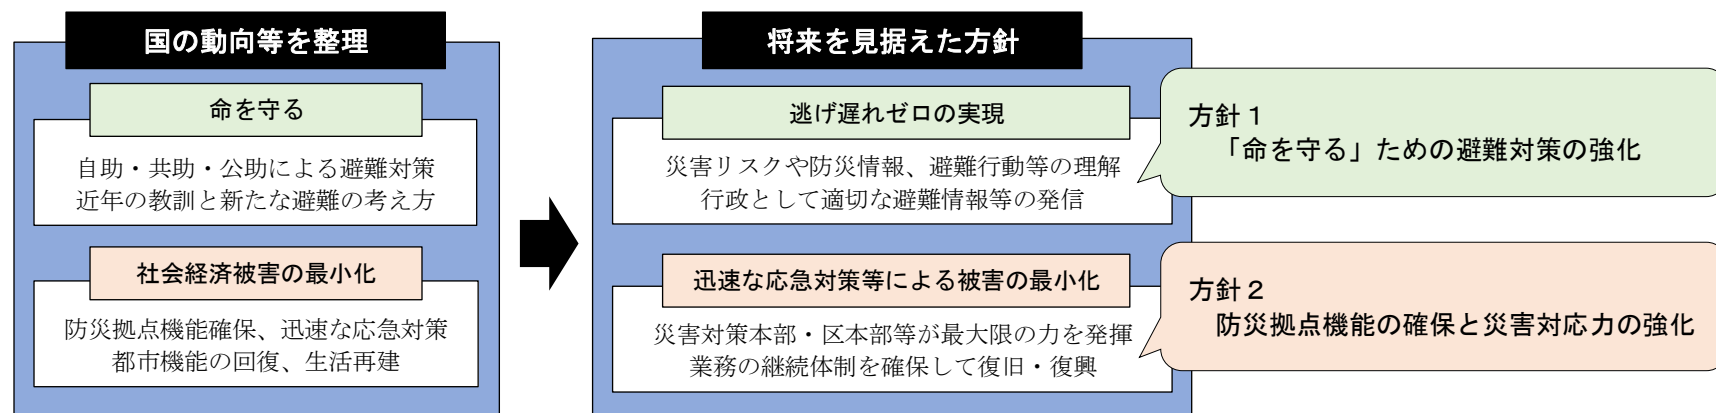 国の動向等を整理
命を守る
自助・共助・公助による避難対策
近年の教訓と新たな避難の考え方
社会経済被害の最小化
防災拠点機能確保、迅速な応急対策
都市機能の回復、生活再建
将来を見据えた方針
逃げ遅れゼロの実現
災害リスクや防災情報、避難行動等の理解
行政として適切な避難情報等の発信
迅速な応急対策等による被害の最小化
災害対策本部・区本部等が最大限の力を発揮
業務の継続体制を確保して復旧・復興
方針１
「命を守る」ための避難対策の強化
方針２
防災拠点機能の確保と災害対応力の強化